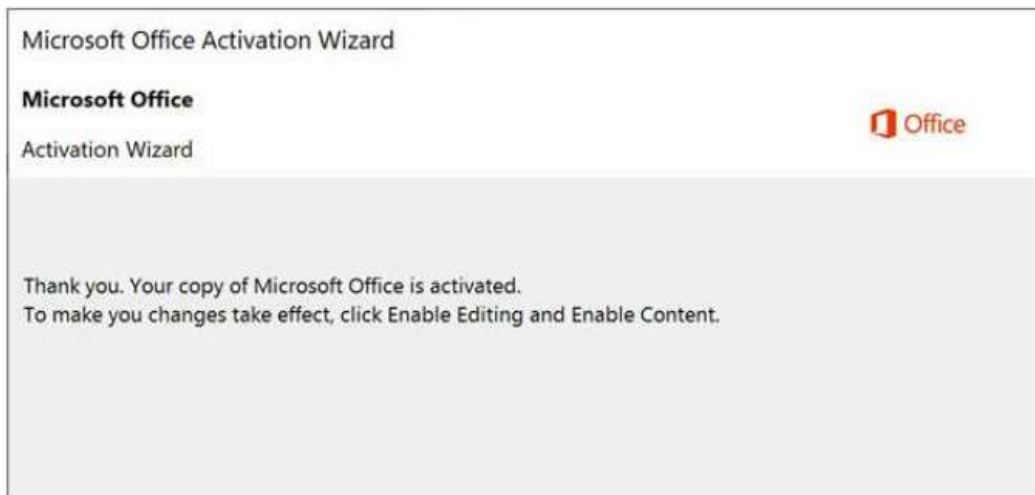 Microsoft Office Activation Wizard
Microsoft Office
Office
Activation Wizard
Thank you. Your copy of Microsoft Office is activated.
To make you changes take effect, click Enable Editing and Enable Content.